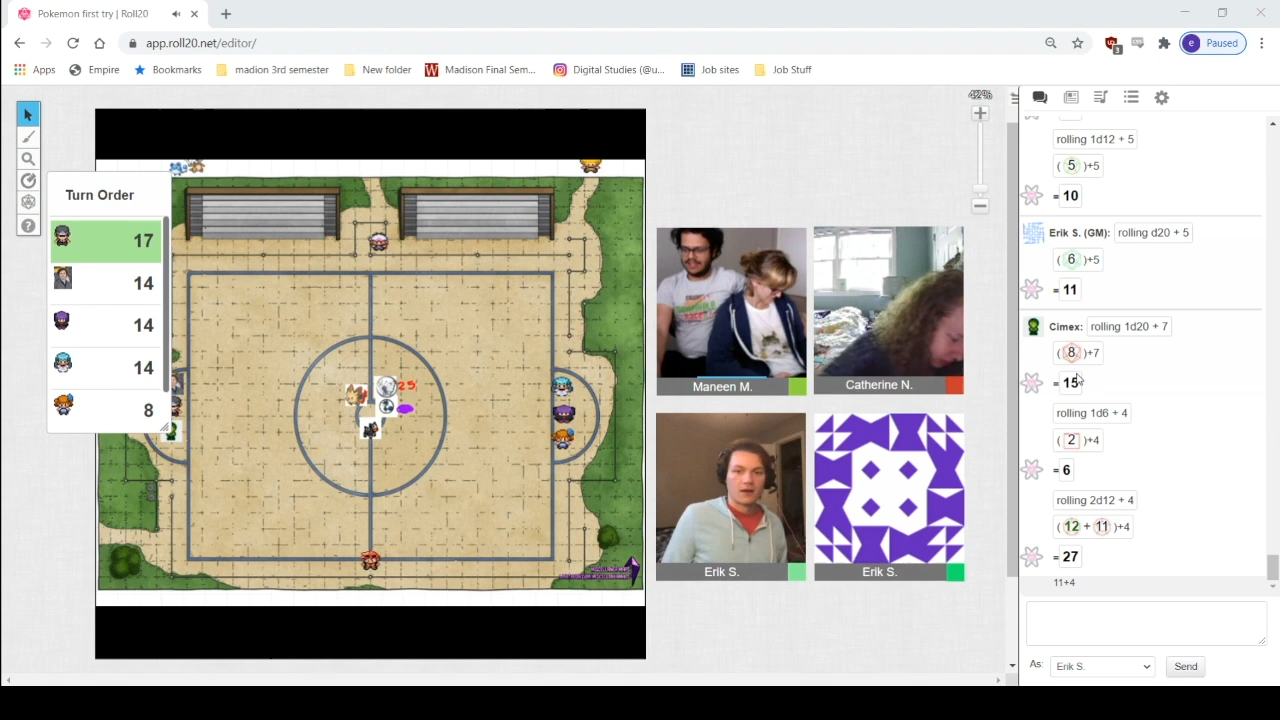 Pokemon first try | Roll20
app.roll20.net/editor/
e Paused
3
Apps
Empire
Bookmarks
madion 3rd semester
New folder
W Madison Final Sem...
Digital Studies (@u...
Job sites
Job Stuff
42%
Turn Order
17
14
14
14
8
25
Maneen M.
Catherine N.
Erik S.
Erik S.
rolling 1d12 + 5
( 5 )+5
= 10
Erik S. (GM): rolling d20 + 5
( 6 )+5
= 11
Cimex: rolling 1d20 + 7
( 8 )+7
= 15
rolling 1d6 + 4
( 2 )+4
= 6
rolling 2d12 + 4
( 12 + 11 )+4
= 27
11+4
As: Erik S.
Send